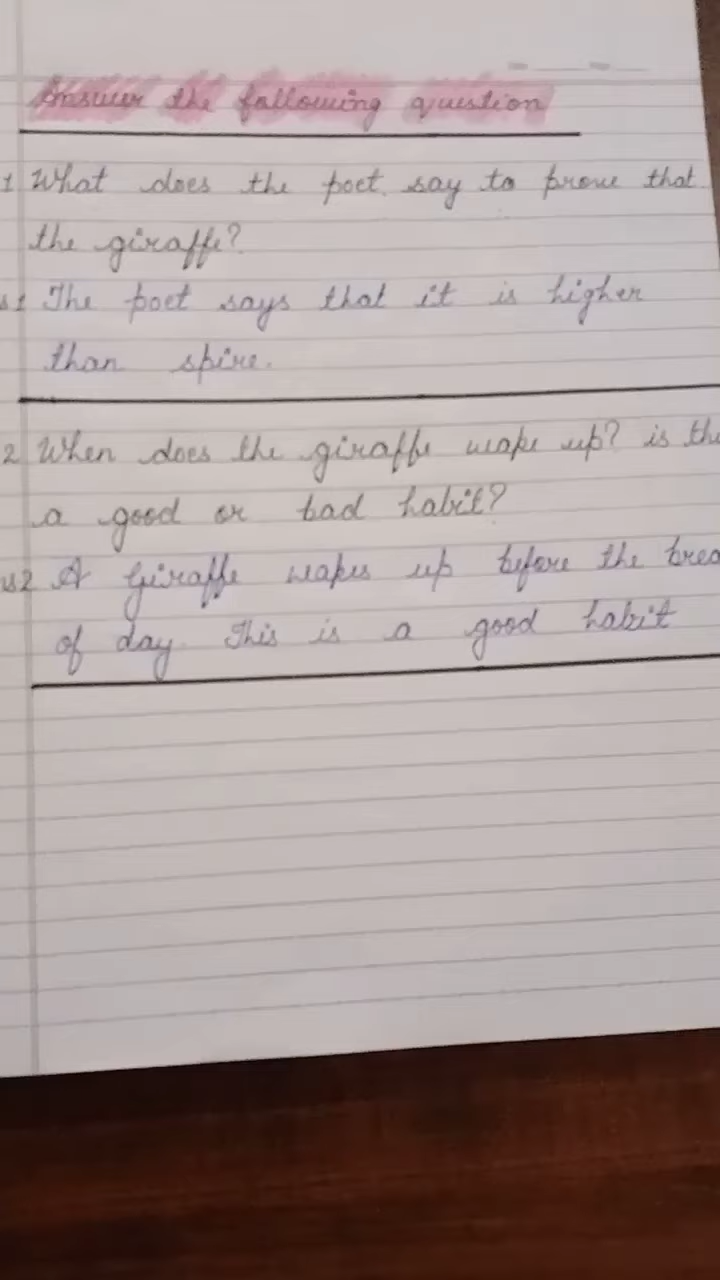 Answer the following question
1 What does the poet say to prove that
the giraffe?
s1 The poet says that it is higher
than spire.
2 When does the giraffe wake up? is the
a good or bad habit?
s2 A Giraffe wakes up before the brea
of day. This is a good habit